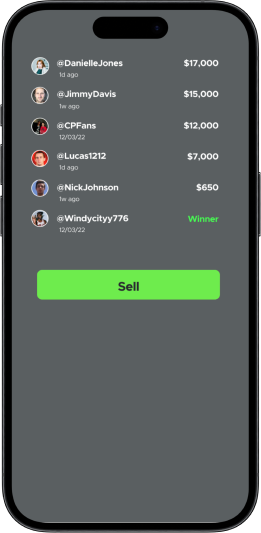 @DanielleJones $17,000
1d ago
@JimmyDavis $15,000
1w ago
@CPFans $12,000
12/03/22
@Lucas1212 $7,000
1d ago
@NickJohnson $650
1w ago
@Windycityy776 Winner
12/03/22
Sell